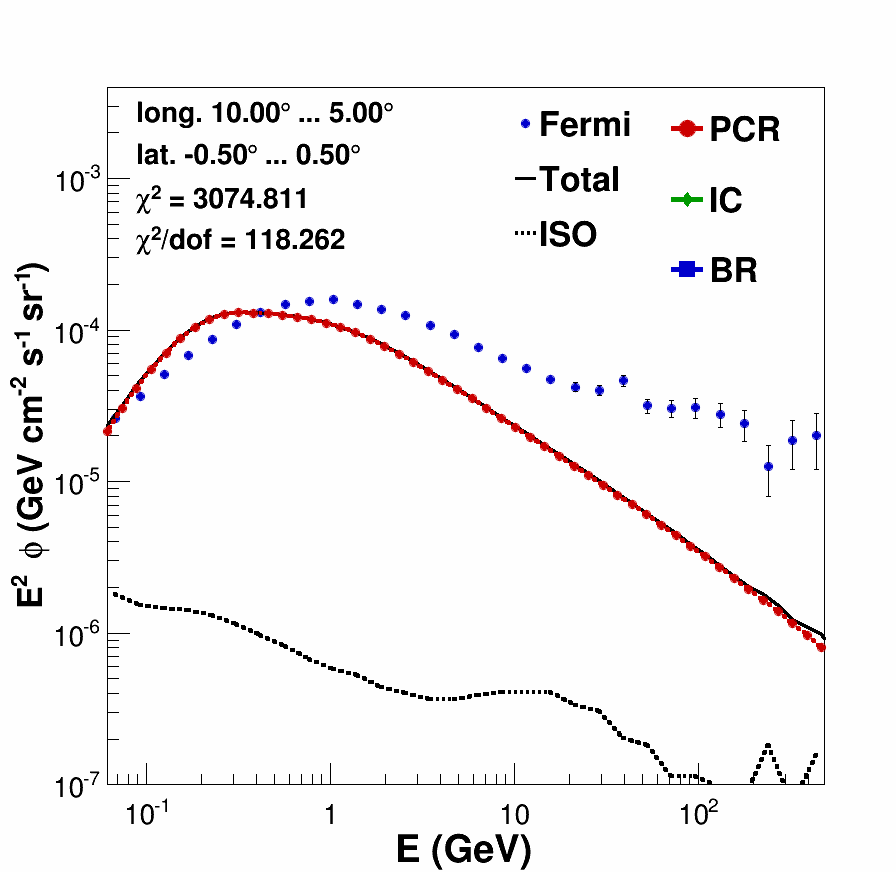 long. 10.00° ... 5.00°
lat. -0.50° ... 0.50°
χ² = 3074.811
χ²/dof = 118.262
Fermi
Total
ISO
PCR
IC
BR
E² ϕ (GeV cm⁻² s⁻¹ sr⁻¹)
10⁻³
10⁻⁴
10⁻⁵
10⁻⁶
10⁻⁷
10⁻¹
1
10
10²
E (GeV)